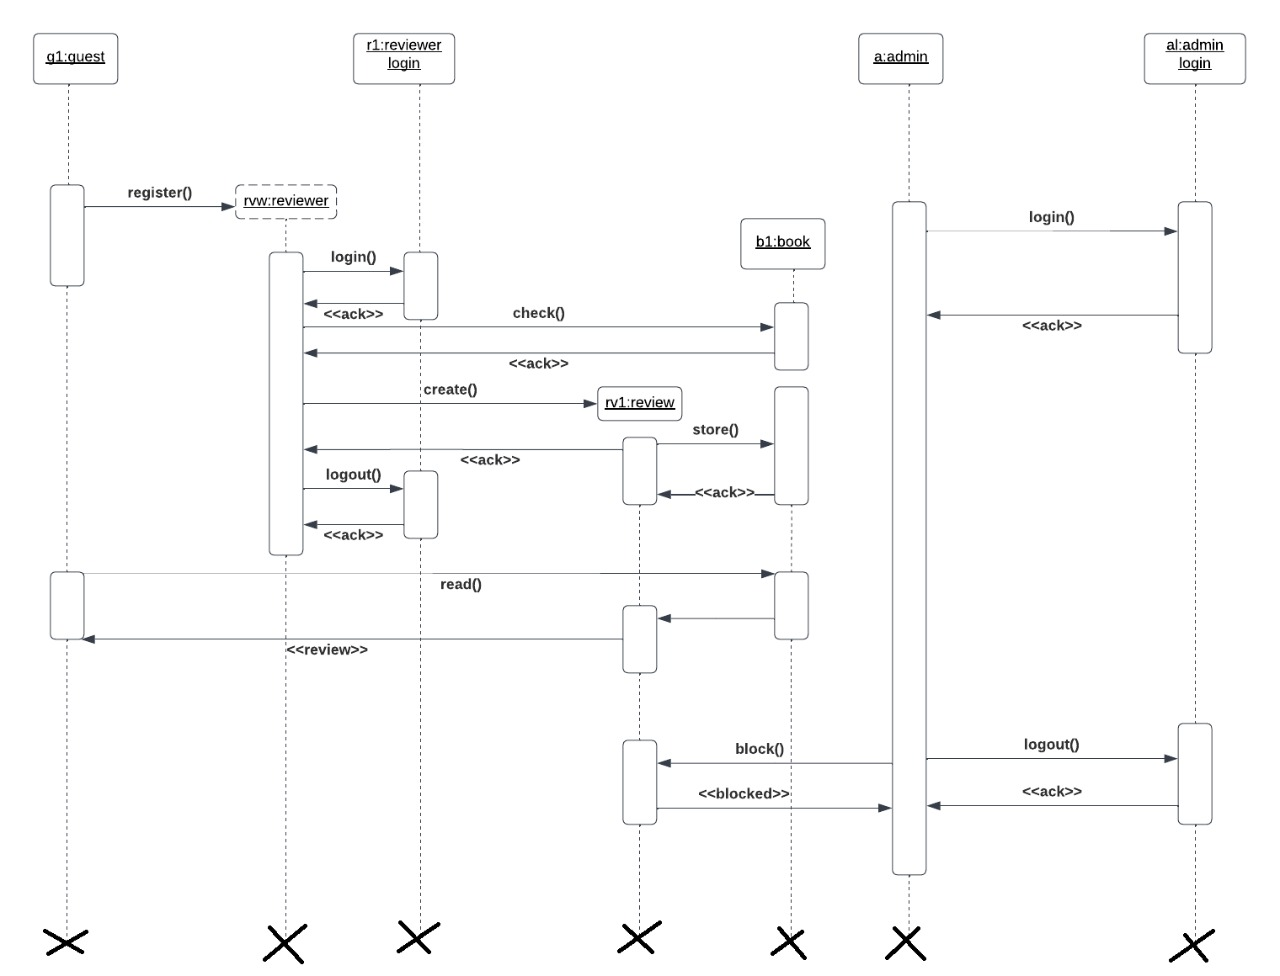 g1:guest
r1:reviewer
login
a:admin
al:admin
login
register()
rvw:reviewer
login()
b1:book
login()
<<ack>>
check()
<<ack>>
<<ack>>
create()
rv1:review
store()
<<ack>>
logout()
<<ack>>
<<ack>>
read()
<<review>>
block()
logout()
<<blocked>>
<<ack>>